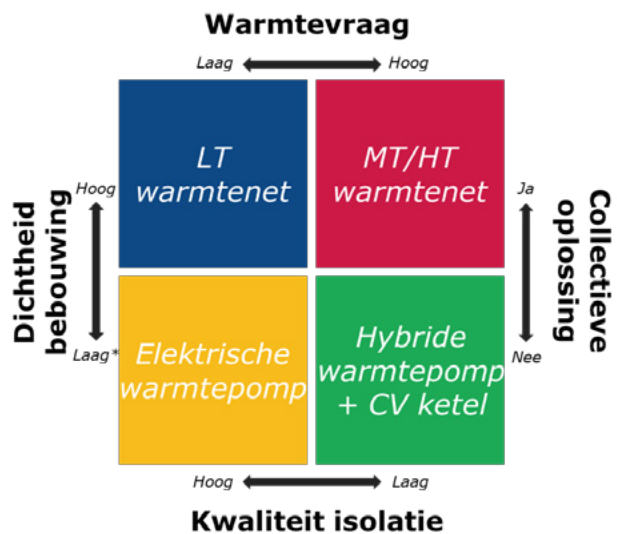 Warmtevraag
Laag Hoog
LT
warmtenet
MT/HT
warmtenet
Dichtheid
bebouwing
Hoog
Laag*
Ja
Nee
Collectieve
oplossing
Elektrische
warmtepomp
Hybride
warmtepomp
+ CV ketel
Hoog Laag
Kwaliteit isolatie